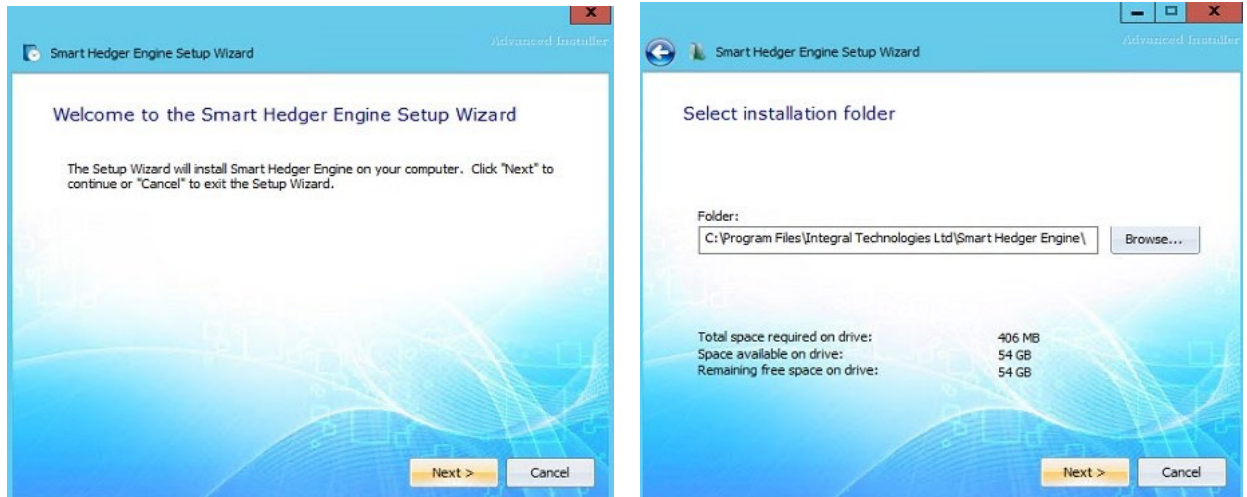 x
Advanced Installer
Smart Hedger Engine Setup Wizard
Welcome to the Smart Hedger Engine Setup Wizard
The Setup Wizard will install Smart Hedger Engine on your computer. Click "Next" to
continue or "Cancel" to exit the Setup Wizard.
Next >
Cancel
x
Advanced Installer
Smart Hedger Engine Setup Wizard
Select installation folder
Folder:
C:\Program Files\Integral Technologies Ltd\Smart Hedger Engine\
Browse...
Total space required on drive: 406 MB
Space available on drive: 54 GB
Remaining free space on drive: 54 GB
Next >
Cancel